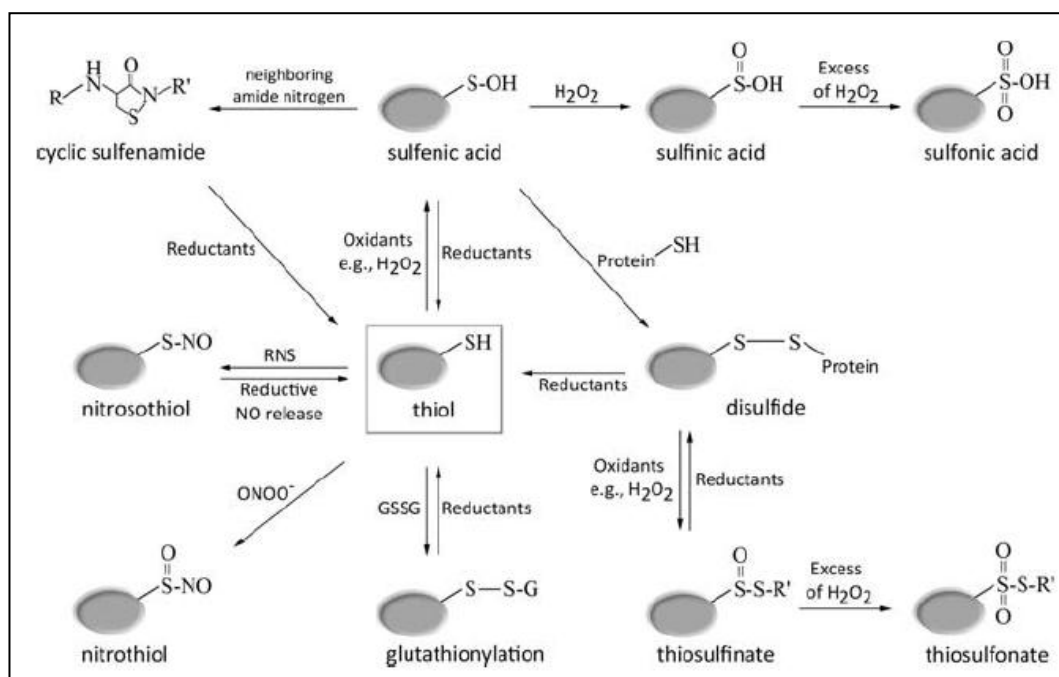 H
N
O
N-R'
R
S
neighboring
amide nitrogen
S-OH
H₂O₂
O
S-OH
Excess
of H₂O₂
O
S-OH
O
cyclic sulfenamide
sulfenic acid
sulfinic acid
sulfonic acid
Reductants
Oxidants
e.g., H₂O₂
Reductants
Protein
SH
S-NO
RNS
SH
S
S
Protein
Reductive
NO release
Reductants
nitrosothiol
thiol
disulfide
ONOO⁻
GSSG
Reductants
Oxidants
e.g., H₂O₂
Reductants
O
S-NO
S
S-G
O
S-S-R'
Excess
of H₂O₂
O
S-S-R'
O
nitrothiol
glutathionylation
thiosulfinate
thiosulfonate